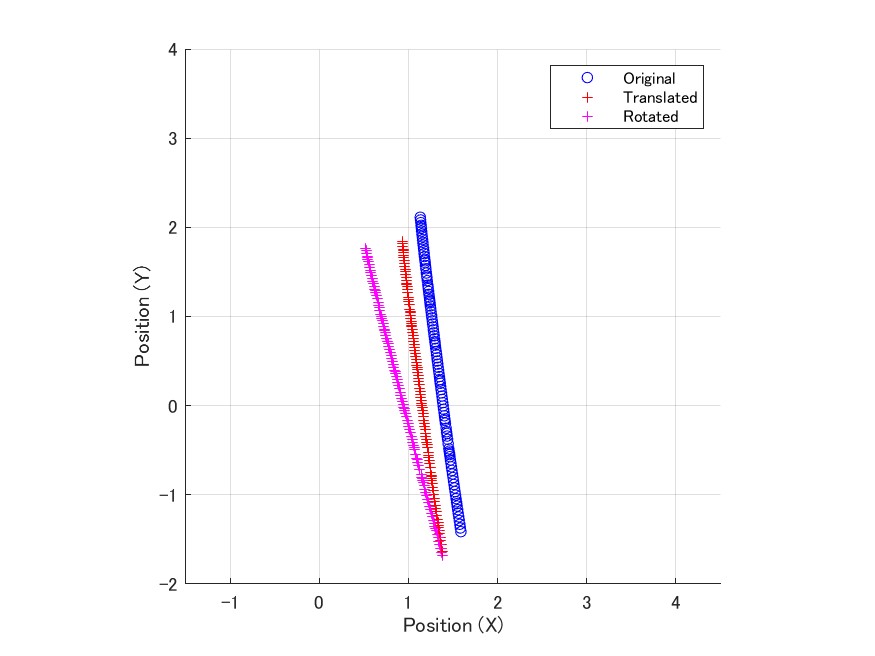 4
3
2
1
0
−1
−2
−1
0
1
2
3
4
Position (X)
Position (Y)
Original
Translated
Rotated